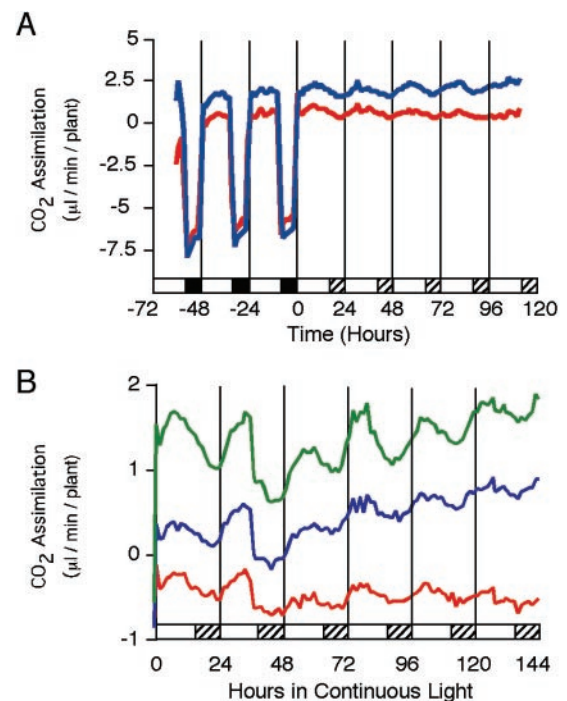 A
5
2.5
0
-2.5
-5
-7.5
CO2 Assimilation
(µl / min / plant)
-72 -48 -24 0 24 48 72 96 120
Time (Hours)
B
2
1
0
-1
CO2 Assimilation
(µl / min / plant)
0 24 48 72 96 120 144
Hours in Continuous Light